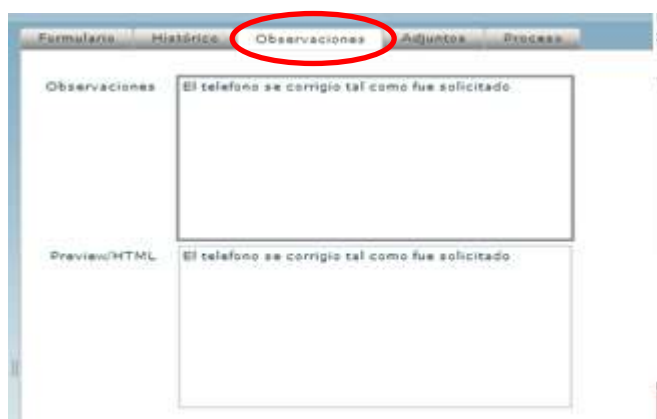 Formulario Histórico Observaciones Adjuntos Proceso
Observaciones El telefono se corrigio tal como fue solicitado
Preview/HTML El telefono se corrigio tal como fue solicitado